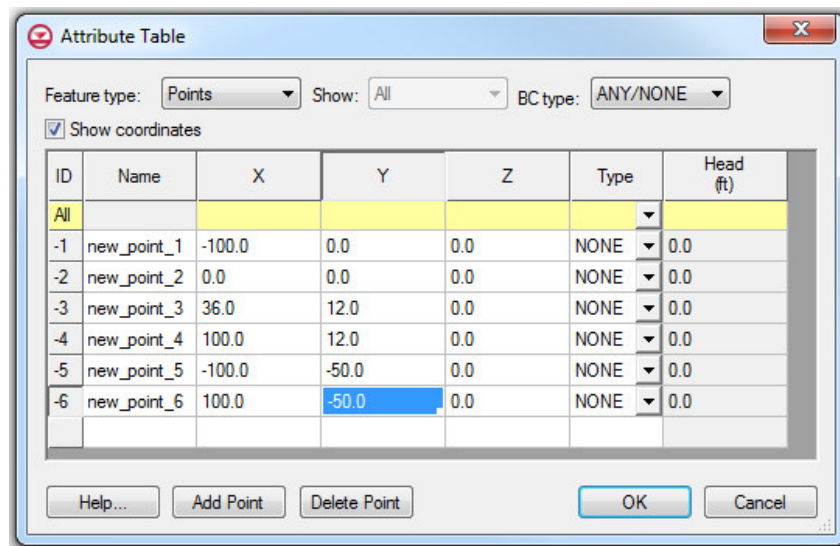 Attribute Table
Feature type: Points Show: All BC type: ANY/NONE
Show coordinates
ID Name X Y Z Type Head (ft)
All
-1 new_point_1 -100.0 0.0 0.0 NONE 0.0
-2 new_point_2 0.0 0.0 0.0 NONE 0.0
-3 new_point_3 36.0 12.0 0.0 NONE 0.0
-4 new_point_4 100.0 12.0 0.0 NONE 0.0
-5 new_point_5 -100.0 -50.0 0.0 NONE 0.0
-6 new_point_6 100.0 -50.0 0.0 NONE 0.0
Help... Add Point Delete Point OK Cancel